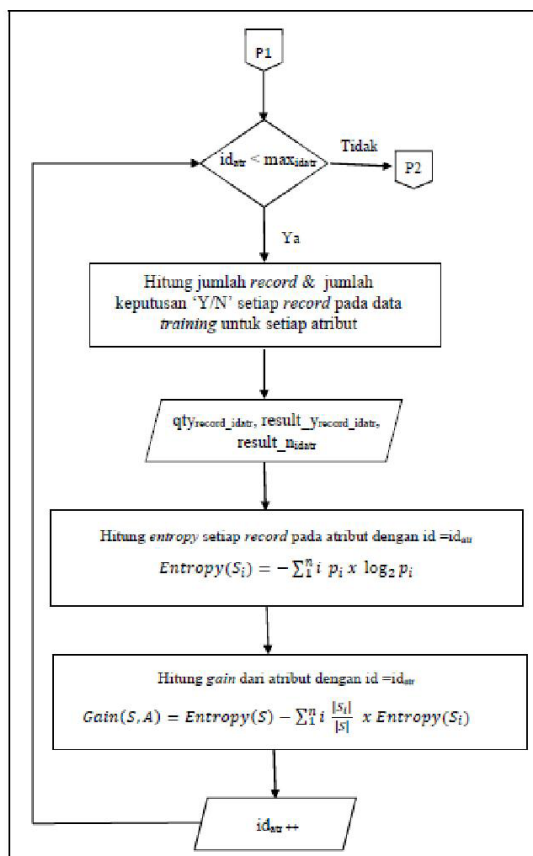 P1
id_atr < max_idatr
Tidak
P2
Ya
Hitung jumlah record & jumlah
keputusan ‘Y/N’ setiap record pada data
training untuk setiap atribut
qty_record_idatr, result_y_record_idatr,
result_n_idatr
Hitung entropy setiap record pada atribut dengan id =id_atr
Entropy(S_i) = − ∑_1^n i p_i x log_2 p_i
Hitung gain dari atribut dengan id =id_atr
Gain(S, A) = Entropy(S) − ∑_1^n i |S_i|/|S| x Entropy(S_i)
id_atr ++